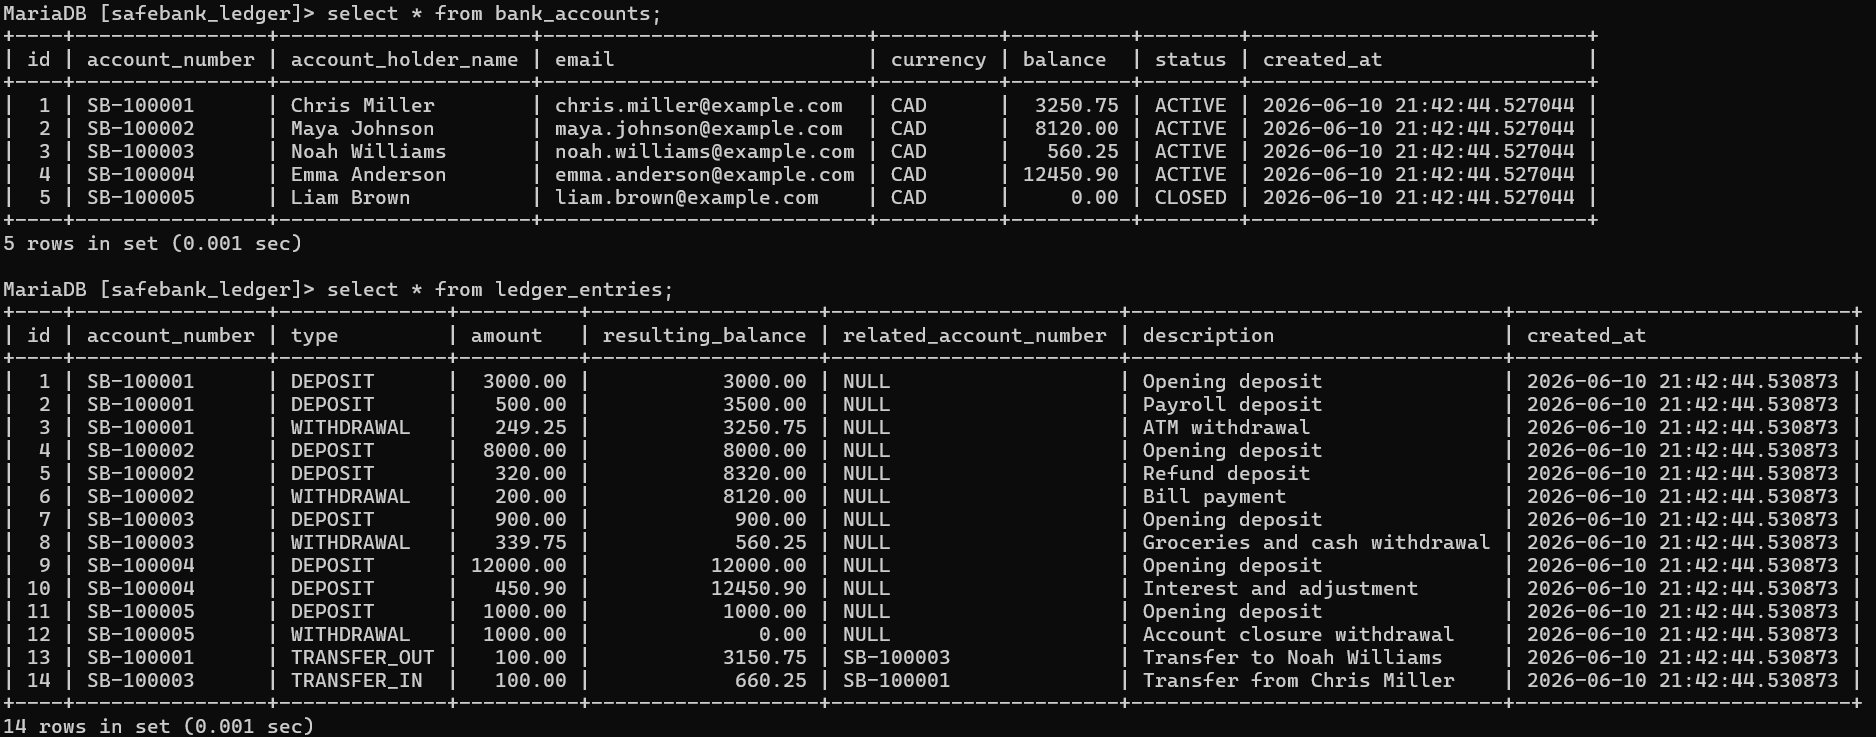 MariaDB [safebank_ledger]> select * from bank_accounts;
+----+----------------+---------------------+---------------------------+----------+----------+--------+----------------------------+
| id | account_number | account_holder_name | email                     | currency | balance  | status | created_at                 |
+----+----------------+---------------------+---------------------------+----------+----------+--------+----------------------------+
|  1 | SB-100001      | Chris Miller        | chris.miller@example.com  | CAD      |  3250.75 | ACTIVE | 2026-06-10 21:42:44.527044 |
|  2 | SB-100002      | Maya Johnson        | maya.johnson@example.com  | CAD      |  8120.00 | ACTIVE | 2026-06-10 21:42:44.527044 |
|  3 | SB-100003      | Noah Williams       | noah.williams@example.com | CAD      |   560.25 | ACTIVE | 2026-06-10 21:42:44.527044 |
|  4 | SB-100004      | Emma Anderson       | emma.anderson@example.com | CAD      | 12450.90 | ACTIVE | 2026-06-10 21:42:44.527044 |
|  5 | SB-100005      | Liam Brown          | liam.brown@example.com    | CAD      |     0.00 | CLOSED | 2026-06-10 21:42:44.527044 |
+----+----------------+---------------------+---------------------------+----------+----------+--------+----------------------------+
5 rows in set (0.001 sec)

MariaDB [safebank_ledger]> select * from ledger_entries;
+----+----------------+--------------+----------+-------------------+------------------------+-------------------------------+----------------------------+
| id | account_number | type         | amount   | resulting_balance | related_account_number | description                   | created_at                 |
+----+----------------+--------------+----------+-------------------+------------------------+-------------------------------+----------------------------+
|  1 | SB-100001      | DEPOSIT      |  3000.00 |           3000.00 | NULL                   | Opening deposit               | 2026-06-10 21:42:44.530873 |
|  2 | SB-100001      | DEPOSIT      |   500.00 |           3500.00 | NULL                   | Payroll deposit               | 2026-06-10 21:42:44.530873 |
|  3 | SB-100001      | WITHDRAWAL   |   249.25 |           3250.75 | NULL                   | ATM withdrawal                | 2026-06-10 21:42:44.530873 |
|  4 | SB-100002      | DEPOSIT      |  8000.00 |           8000.00 | NULL                   | Opening deposit               | 2026-06-10 21:42:44.530873 |
|  5 | SB-100002      | DEPOSIT      |   320.00 |           8320.00 | NULL                   | Refund deposit                | 2026-06-10 21:42:44.530873 |
|  6 | SB-100002      | WITHDRAWAL   |   200.00 |           8120.00 | NULL                   | Bill payment                  | 2026-06-10 21:42:44.530873 |
|  7 | SB-100003      | DEPOSIT      |   900.00 |            900.00 | NULL                   | Opening deposit               | 2026-06-10 21:42:44.530873 |
|  8 | SB-100003      | WITHDRAWAL   |   339.75 |            560.25 | NULL                   | Groceries and cash withdrawal | 2026-06-10 21:42:44.530873 |
|  9 | SB-100004      | DEPOSIT      | 12000.00 |          12000.00 | NULL                   | Opening deposit               | 2026-06-10 21:42:44.530873 |
| 10 | SB-100004      | DEPOSIT      |   450.90 |          12450.90 | NULL                   | Interest and adjustment       | 2026-06-10 21:42:44.530873 |
| 11 | SB-100005      | DEPOSIT      |  1000.00 |           1000.00 | NULL                   | Opening deposit               | 2026-06-10 21:42:44.530873 |
| 12 | SB-100005      | WITHDRAWAL   |  1000.00 |              0.00 | NULL                   | Account closure withdrawal    | 2026-06-10 21:42:44.530873 |
| 13 | SB-100001      | TRANSFER_OUT |   100.00 |           3150.75 | SB-100003              | Transfer to Noah Williams     | 2026-06-10 21:42:44.530873 |
| 14 | SB-100003      | TRANSFER_IN  |   100.00 |            660.25 | SB-100001              | Transfer from Chris Miller    | 2026-06-10 21:42:44.530873 |
+----+----------------+--------------+----------+-------------------+------------------------+-------------------------------+----------------------------+
14 rows in set (0.001 sec)